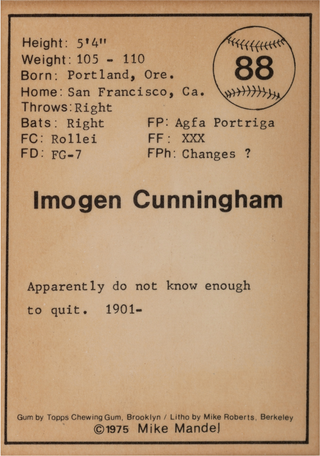 Height: 5'4"
88
Weight: 105 - 110
Born: Portland, Ore.
Home: San Francisco, Ca.
Throws: Right
Bats: Right FP: Agfa Portriga
FC: Rollei FF: XXX
FD: FG-7 FPh: Changes ?
Imogen Cunningham
Apparently do not know enough
to quit. 1901-
Gum by Topps Chewing Gum, Brooklyn / Litho by Mike Roberts, Berkeley
©1975 Mike Mandel